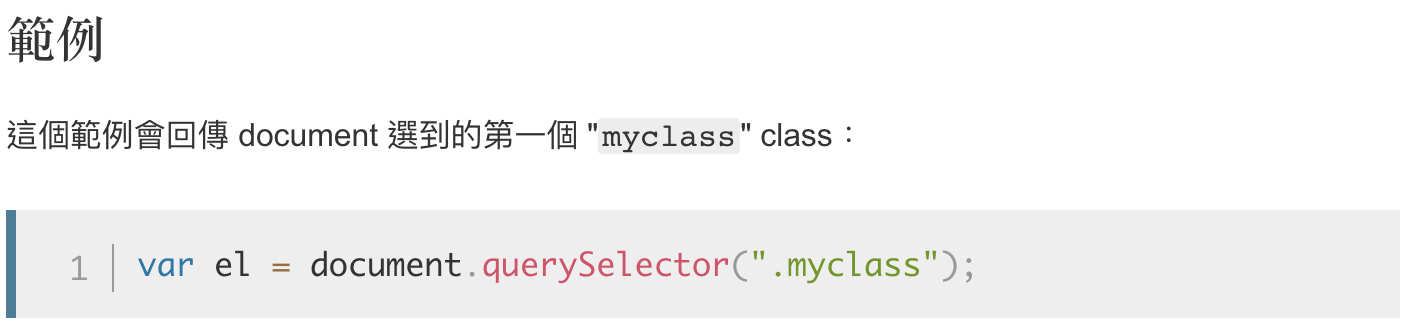 範例
這個範例會回傳 document 選到的第一個 "myclass" class：
1 var el = document.querySelector(".myclass");